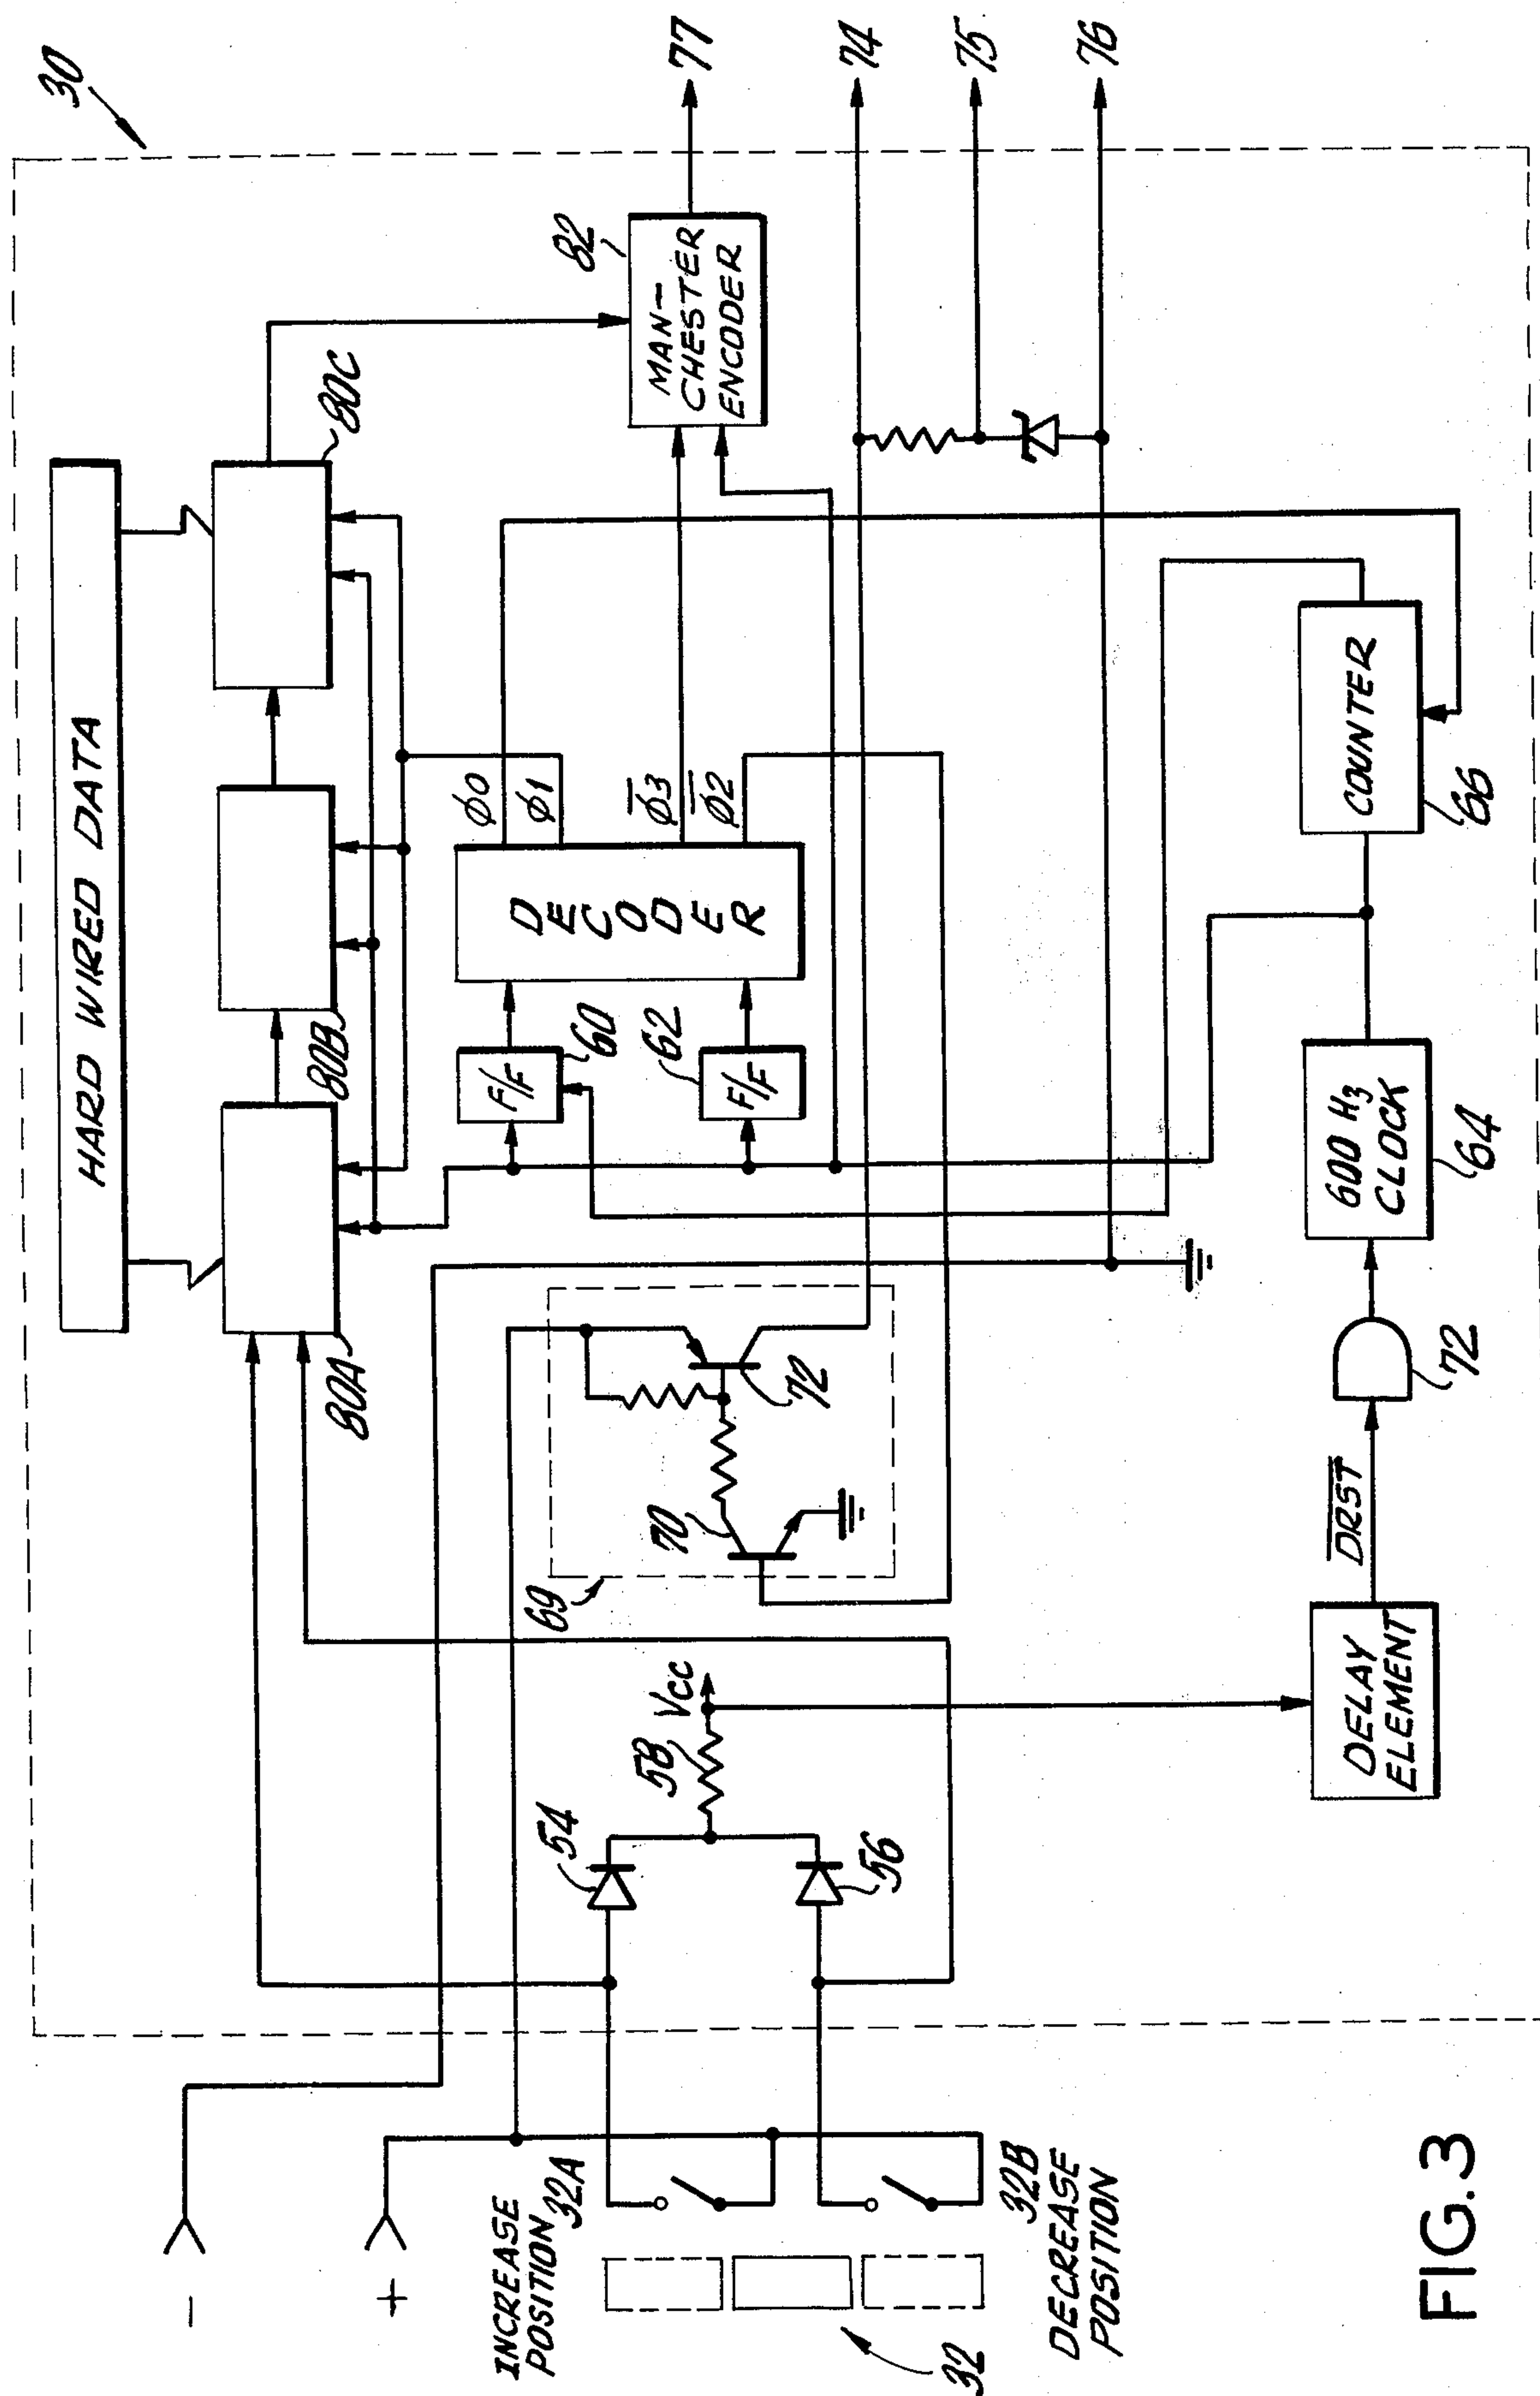 30
HARD WIRED DATA
80A
80B
80C
82
MAN-
CHESTER
ENCODER
77
74
75
76
φ0
φ1
φ3
φ2
DECODER
F/F
60
62
F/F
69
70
72
54
58
Vcc
56
DELAY
ELEMENT
DRST
72
600 Hz
CLOCK
64
COUNTER
66
-
+
INCREASE
POSITION
32A
32B
DECREASE
POSITION
32
FIG.3